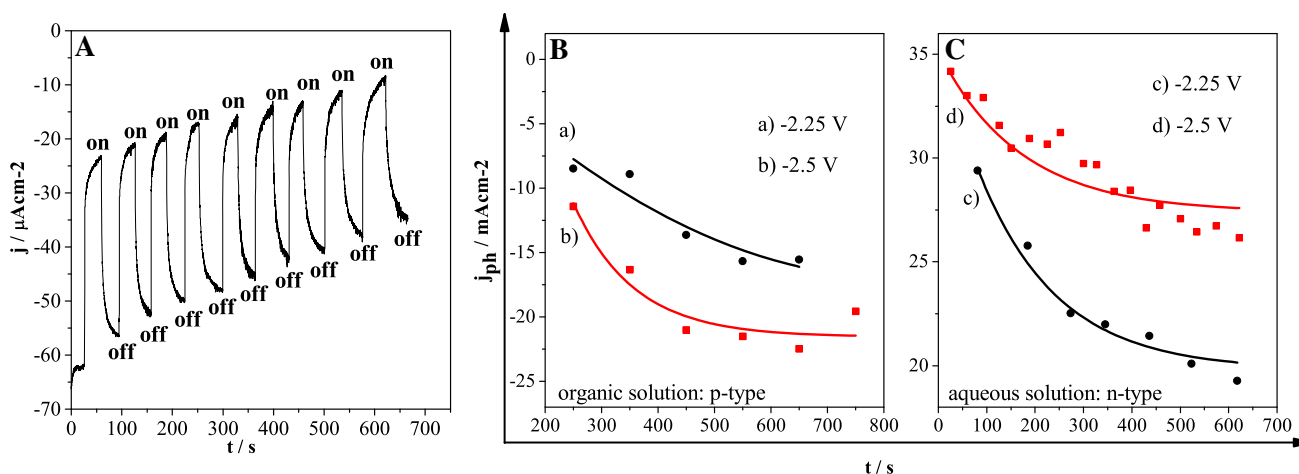 A
j / μAcm-2
0
-10
-20
-30
-40
-50
-60
-70
on on on on on on on on on
off off off off off off off off off
0 100 200 300 400 500 600 700
t / s
B
j_ph / mAcm-2
0
-5
-10
-15
-20
-25
a)
b)
a) -2.25 V
b) -2.5 V
organic solution: p-type
200 300 400 500 600 700 800
C
35
30
25
20
d)
c)
c) -2.25 V
d) -2.5 V
aqueous solution: n-type
0 100 200 300 400 500 600 700
t / s